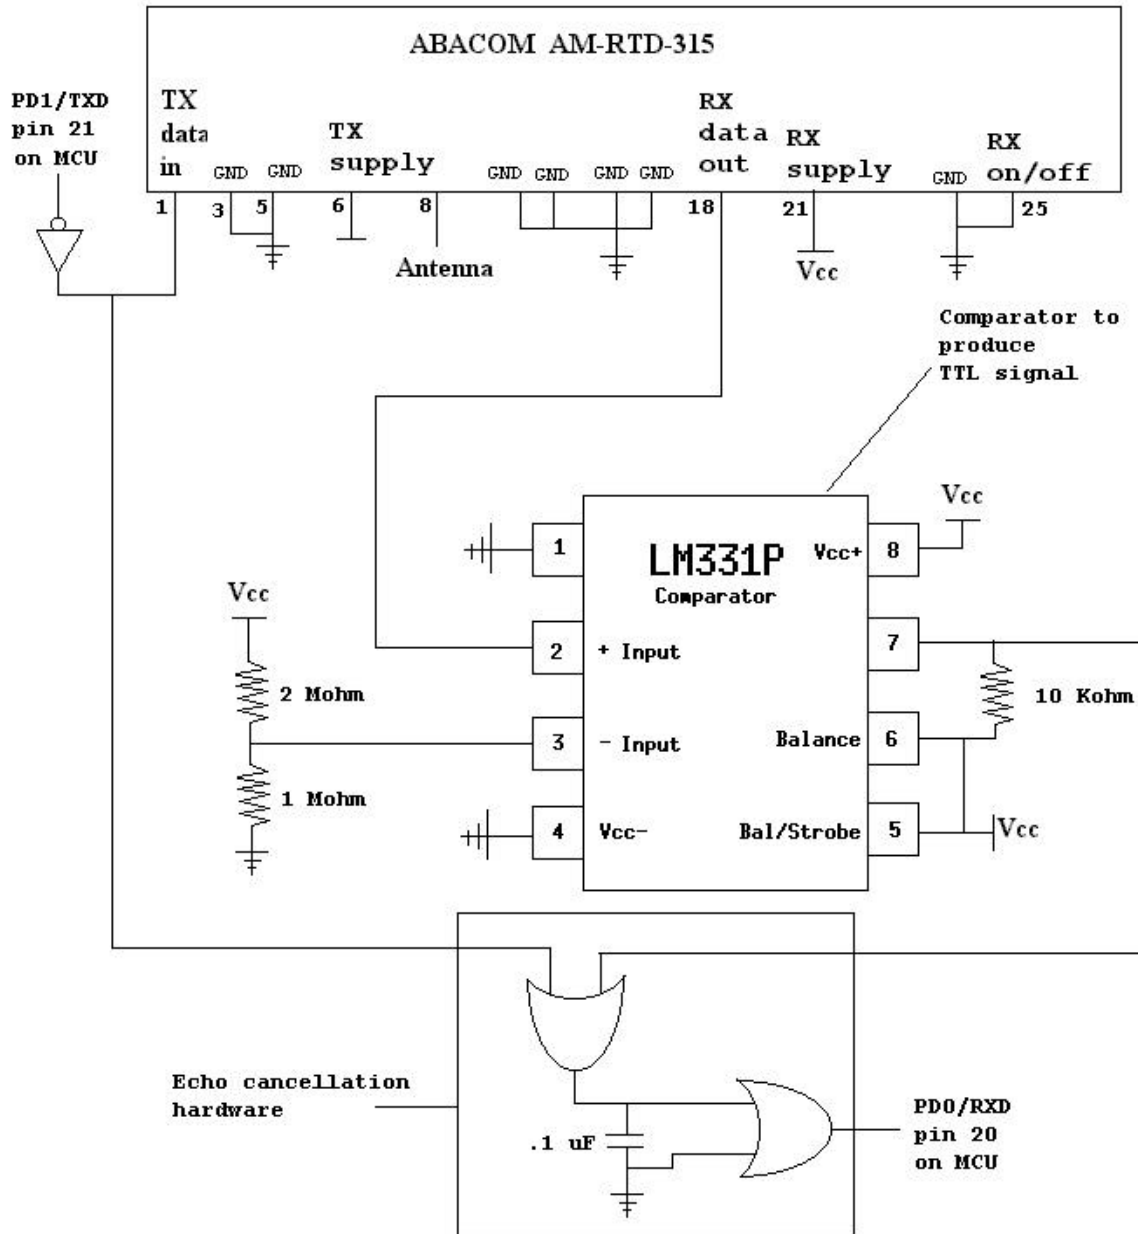 ABACOM AM-RTD-315
PD1/TXD
pin 21
on MCU
TX
data
in
GND
GND
TX
supply
GND
GND
GND
GND
RX
data
out
RX
supply
GND
RX
on/off
1
3
5
6
8
18
21
25
Antenna
Vcc
Comparator to
produce
TTL signal
LM331P
Comparator
1
2
+ Input
3
- Input
4
Vcc-
Vcc+
8
7
Balance
6
Bal/Strobe
5
Vcc
10 Kohm
Vcc
Vcc
2 Mohm
1 Mohm
Echo cancellation
hardware
.1 uF
PD0/RXD
pin 20
on MCU